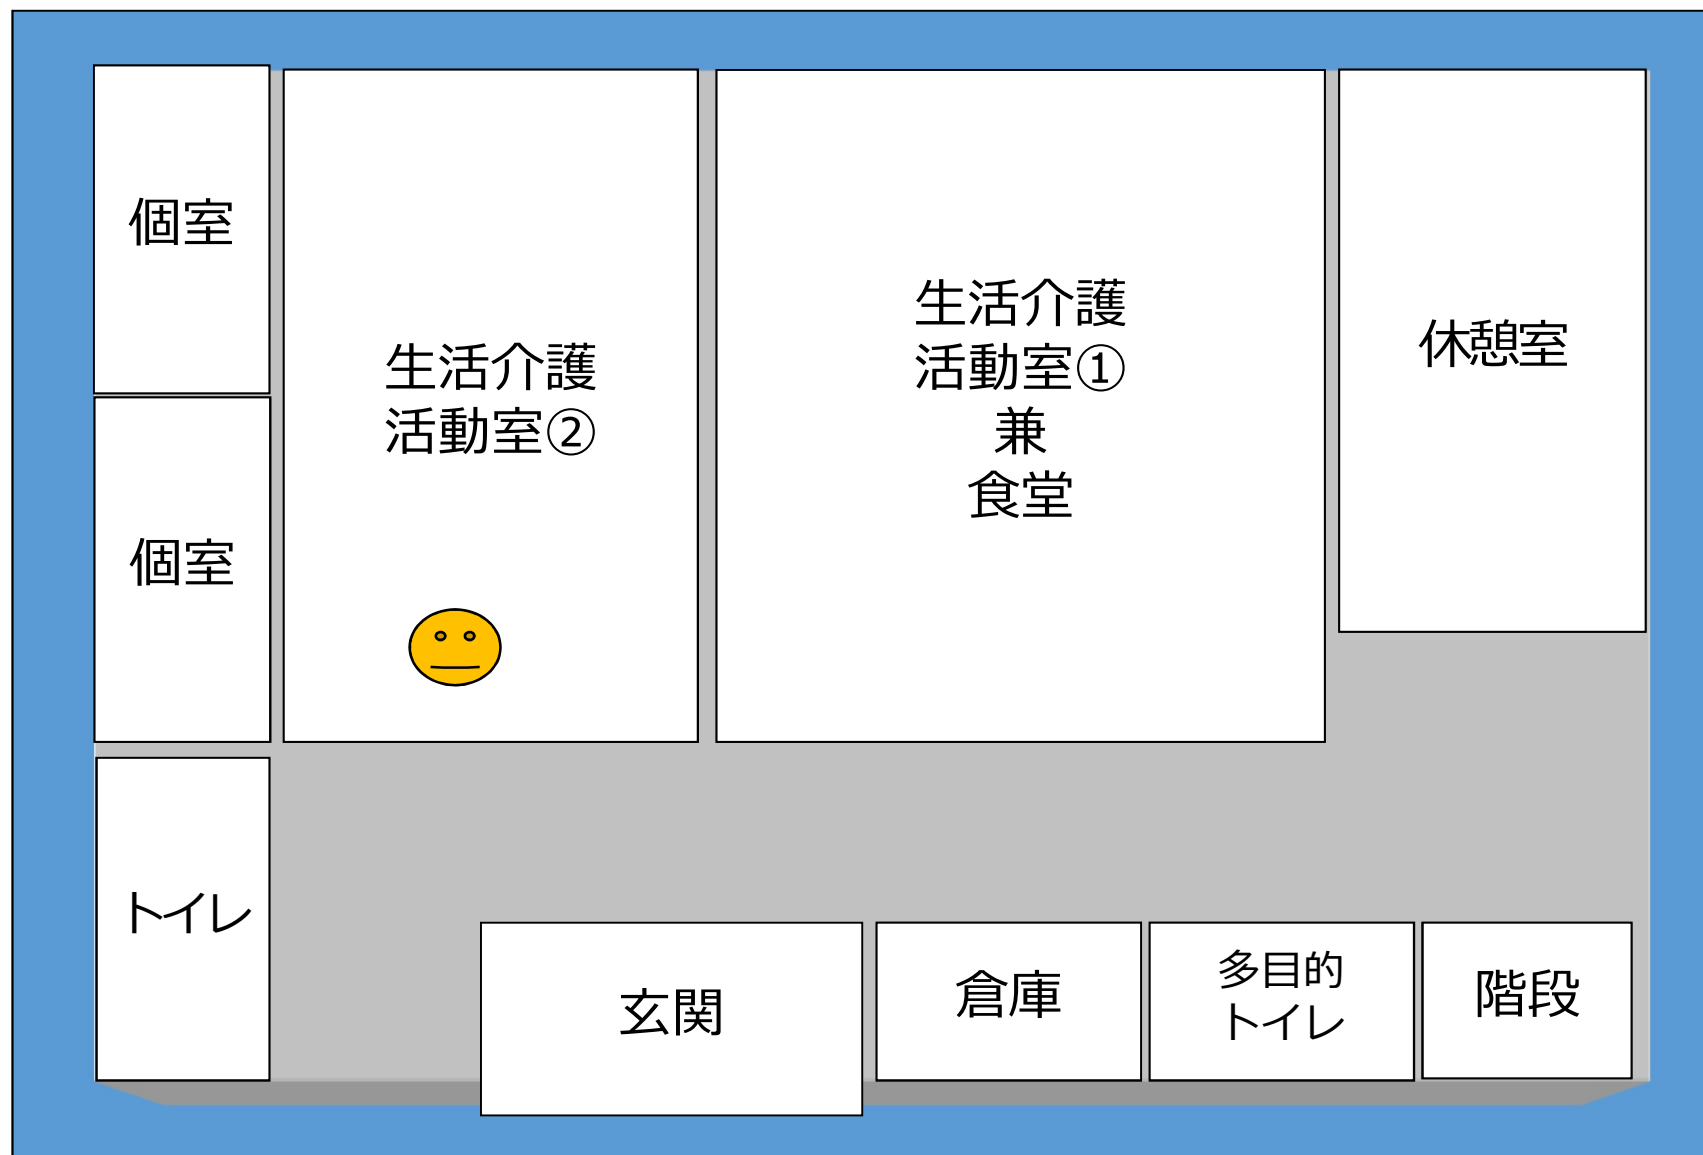 個室
生活介護
活動室②
生活介護
活動室①
兼
食堂
休憩室
個室
トイレ
玄関
倉庫
多目的
トイレ
階段